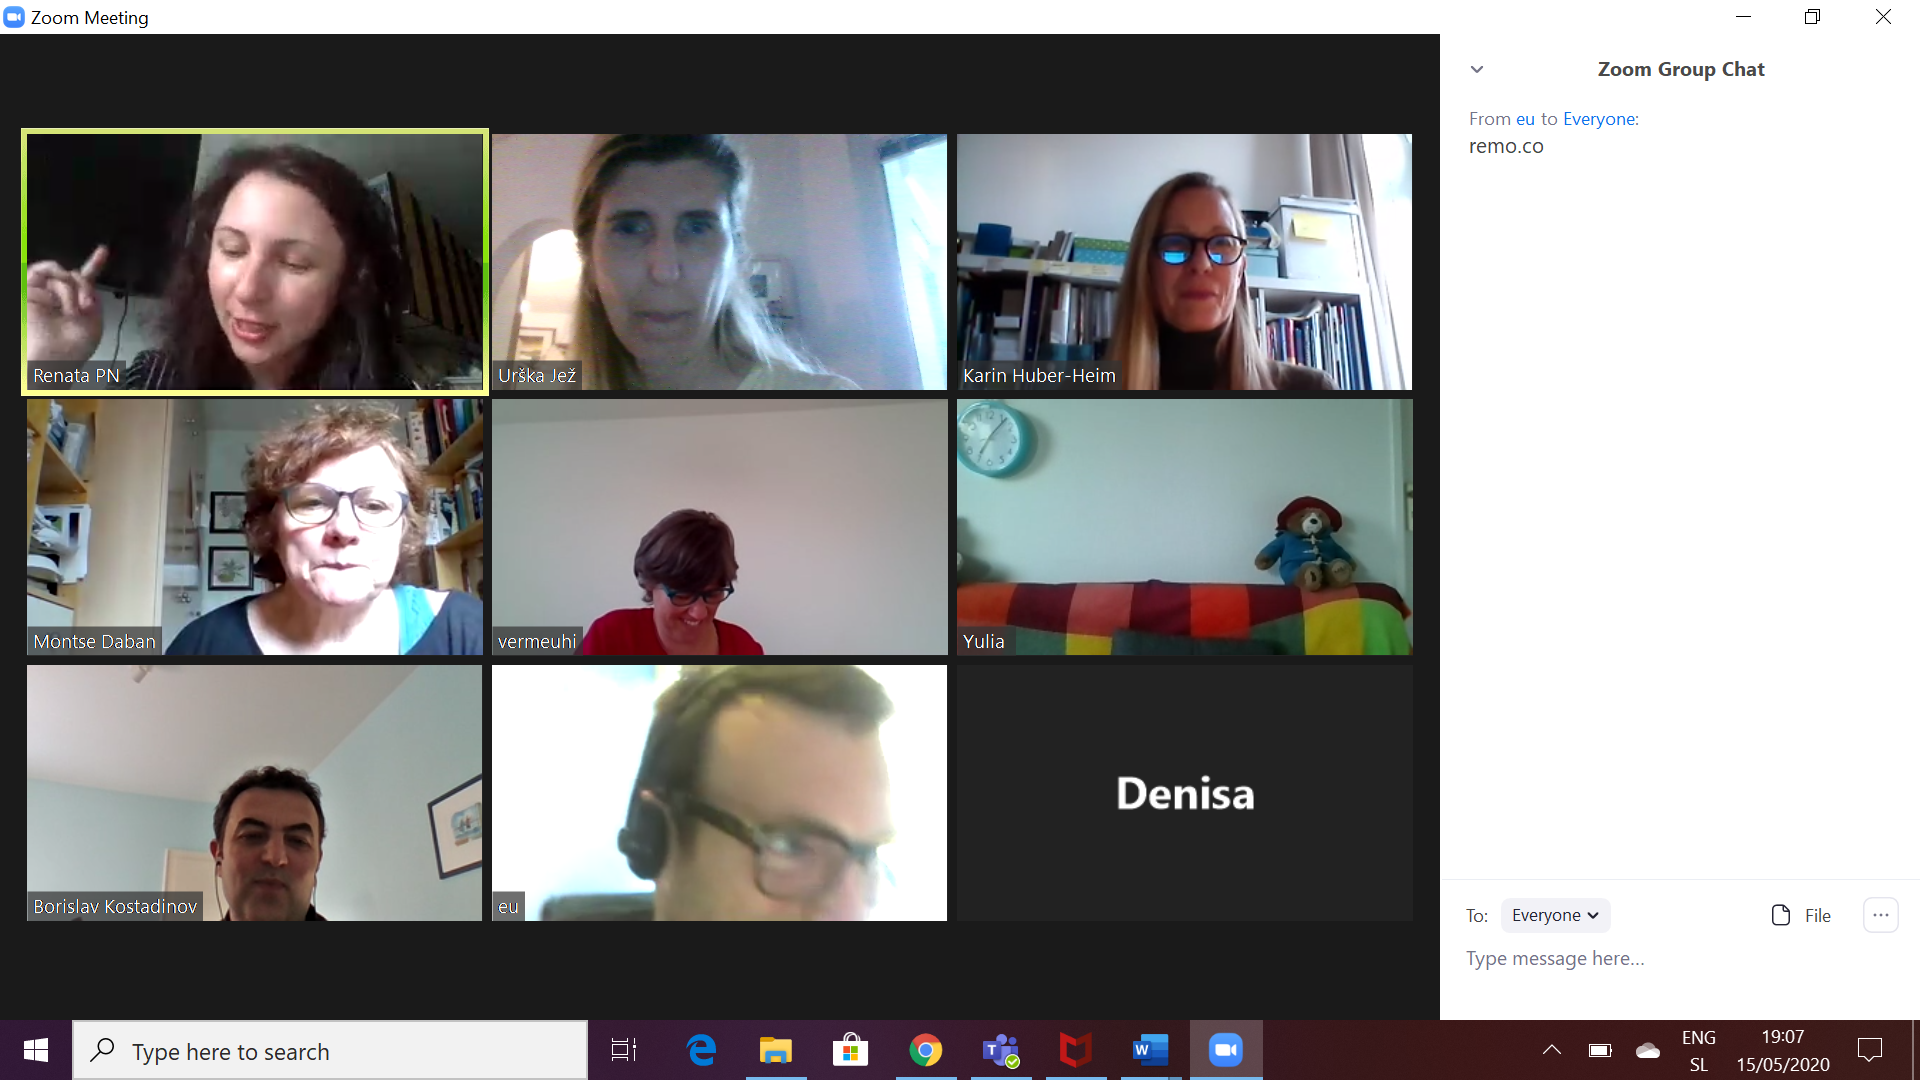 Zoom Meeting
Renata PN
Urška Jež
Karin Huber-Heim
Montse Daban
vermeuhi
Yulia
Borislav Kostadinov
eu
Denisa
Zoom Group Chat
From eu to Everyone:
remo.co
To: Everyone File
Type message here...
Type here to search
ENG
SL
19:07
15/05/2020